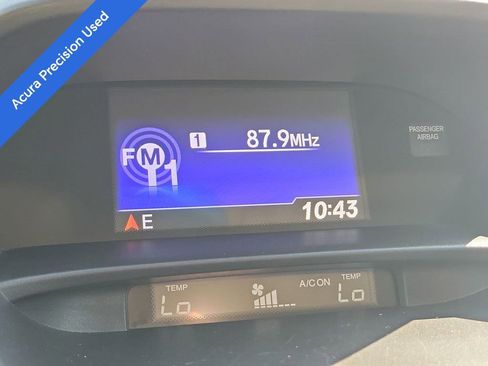 Acura Precision Used
1 87.9MHz
FM1
PASSENGER
AIRBAG
10:43
E
TEMP
Lo
A/C ON
TEMP
Lo